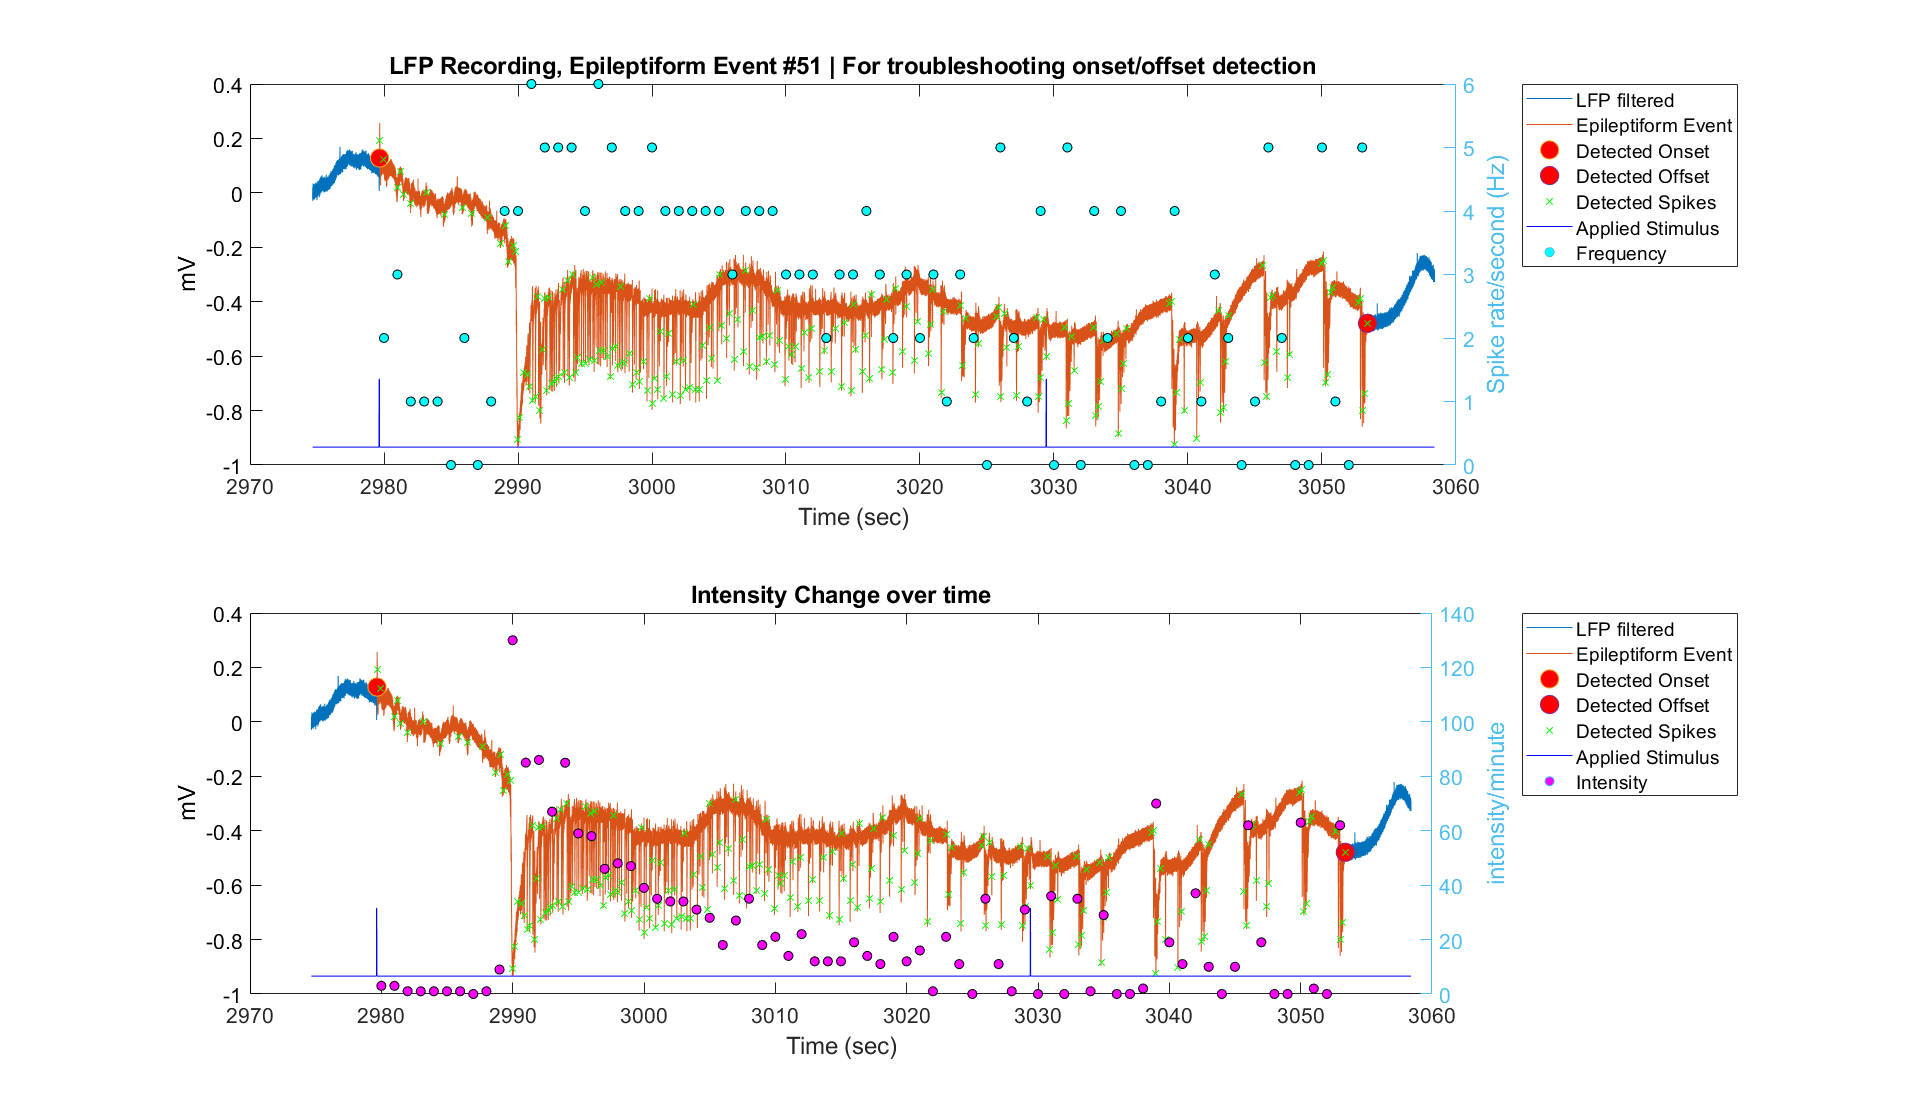 LFP Recording, Epileptiform Event #51 | For troubleshooting onset/offset detection
0.4
0.2
0
-0.2
-0.4
-0.6
-0.8
-1
mV
6
5
4
3
2
1
0
Spike rate/second (Hz)
2970 2980 2990 3000 3010 3020 3030 3040 3050 3060
Time (sec)
LFP filtered
Epileptiform Event
Detected Onset
Detected Offset
Detected Spikes
Applied Stimulus
Frequency
Intensity Change over time
0.4
0.2
0
-0.2
-0.4
-0.6
-0.8
-1
mV
140
120
100
80
60
40
20
0
intensity/minute
2970 2980 2990 3000 3010 3020 3030 3040 3050 3060
Time (sec)
LFP filtered
Epileptiform Event
Detected Onset
Detected Offset
Detected Spikes
Applied Stimulus
Intensity